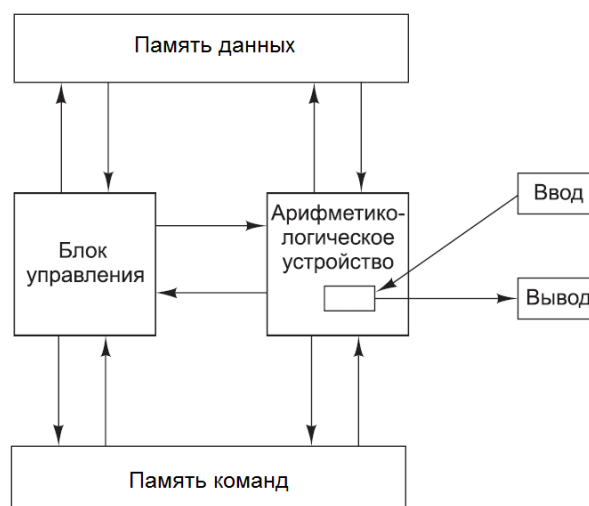 Память данных
Блок
управления
Арифметико-
логическое
устройство
Ввод
Вывод
Память команд